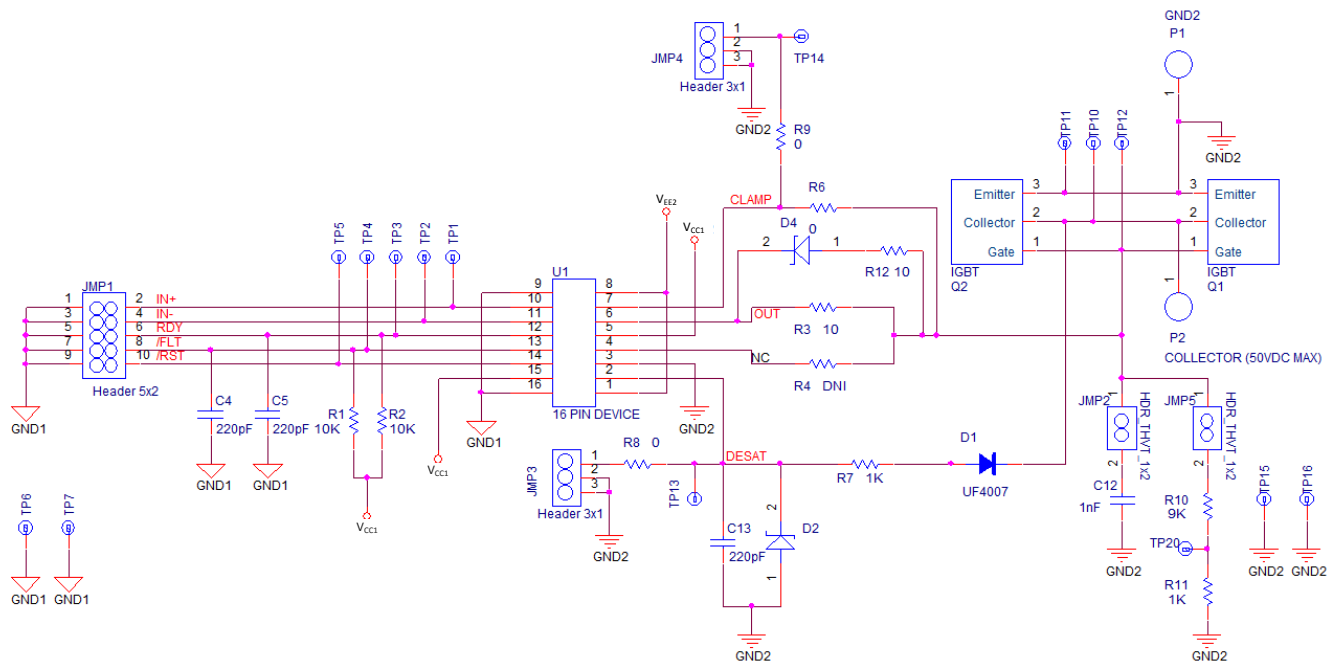 GND2
P1
1
JMP4
1
2
3
Header 3x1
TP14
GND2
R9
0
TP11
TP10
TP12
GND2
Emitter 3
Collector 2
Gate 1
IGBT
Q2
3 Emitter
2 Collector
1 Gate
IGBT
Q1
1
P2
COLLECTOR (50VDC MAX)
CLAMP
R6
0
D4
2
1
R12 10
VEE2
VCC1
TP5
TP4
TP3
TP2
TP1
JMP1
1
3
5
7
9
2 IN+
4 IN-
6 RDY
8 /FLT
10 /RST
Header 5x2
GND1
U1
9
10
11
12
13
14
15
16
8
7
6
5
4
3
2
1
16 PIN DEVICE
OUT
R3 10
NC
R4 DNI
GND2
GND1
VCC1
C4
220pF
GND1
C5
220pF
GND1
R1
10K
R2
10K
VCC1
TP6
GND1
TP7
GND1
JMP3
1
2
3
Header 3x1
GND2
R8 0
TP13
DESAT
R7 1K
D1
UF4007
C13
220pF
2
D2
1
GND2
JMP2
1
HDR_THVT_1x2
2
C12
1nF
GND2
JMP5
1
HDR_THVT_1x2
2
R10
9K
TP20
R11
1K
GND2
TP15
GND2
TP16
GND2